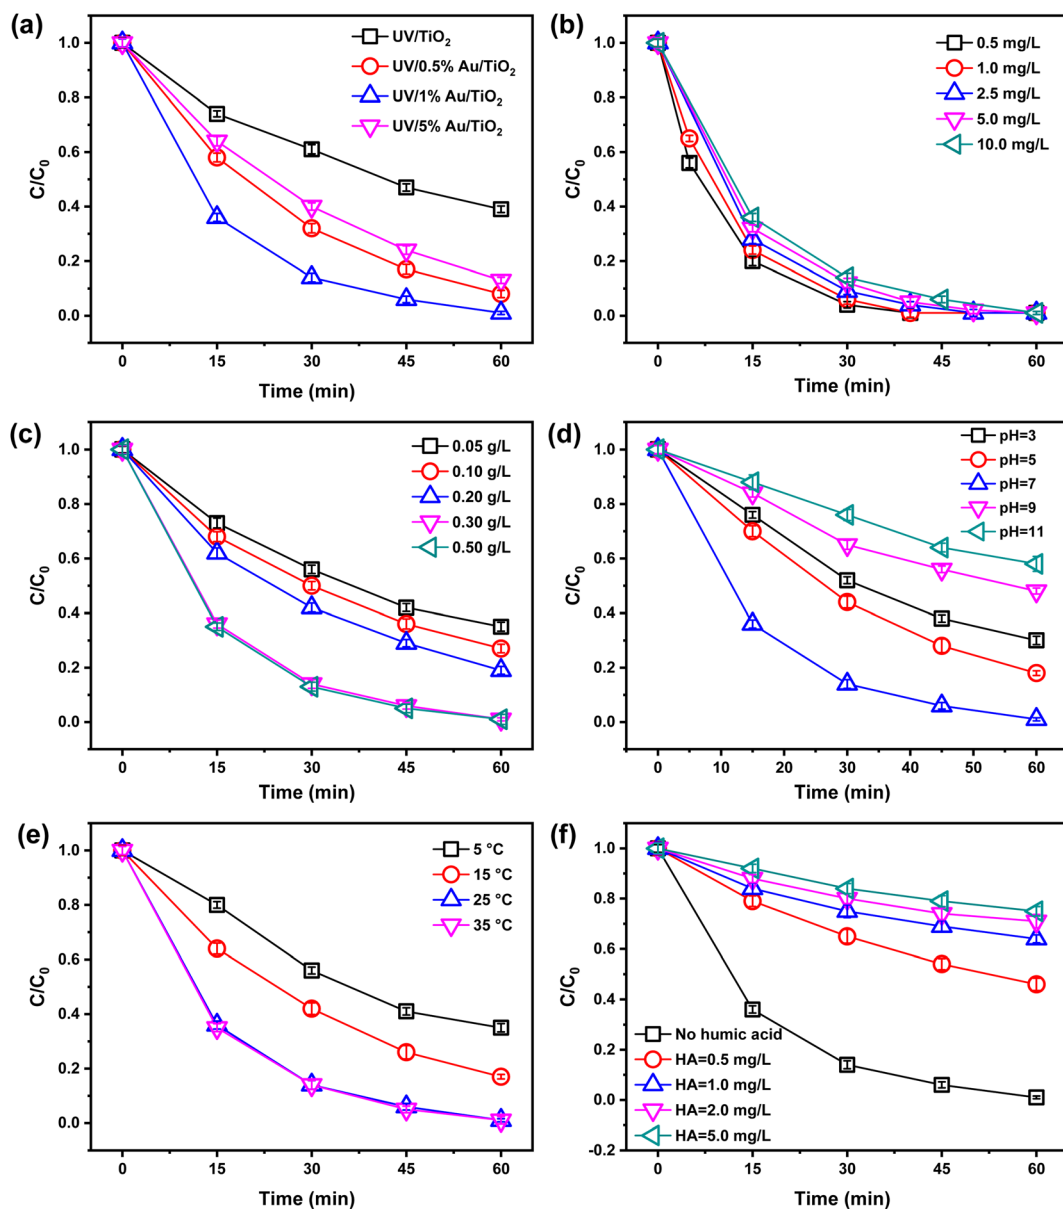 (a)
UV/TiO₂
UV/0.5% Au/TiO₂
UV/1% Au/TiO₂
UV/5% Au/TiO₂
1.0
0.8
0.6
0.4
0.2
0.0
C/C₀
0 15 30 45 60
Time (min)
(b)
0.5 mg/L
1.0 mg/L
2.5 mg/L
5.0 mg/L
10.0 mg/L
1.0
0.8
0.6
0.4
0.2
0.0
C/C₀
0 15 30 45 60
Time (min)
(c)
0.05 g/L
0.10 g/L
0.20 g/L
0.30 g/L
0.50 g/L
1.0
0.8
0.6
0.4
0.2
0.0
C/C₀
0 15 30 45 60
Time (min)
(d)
pH=3
pH=5
pH=7
pH=9
pH=11
1.0
0.8
0.6
0.4
0.2
0.0
C/C₀
0 10 15 20 30 40 50 60
Time (min)
(e)
5 °C
15 °C
25 °C
35 °C
1.0
0.8
0.6
0.4
0.2
0.0
C/C₀
0 15 30 45 60
Time (min)
(f)
1.0
0.8
0.6
0.4
0.2
0.0
-0.2
C/C₀
No humic acid
HA=0.5 mg/L
HA=1.0 mg/L
HA=2.0 mg/L
HA=5.0 mg/L
0 15 30 45 60
Time (min)